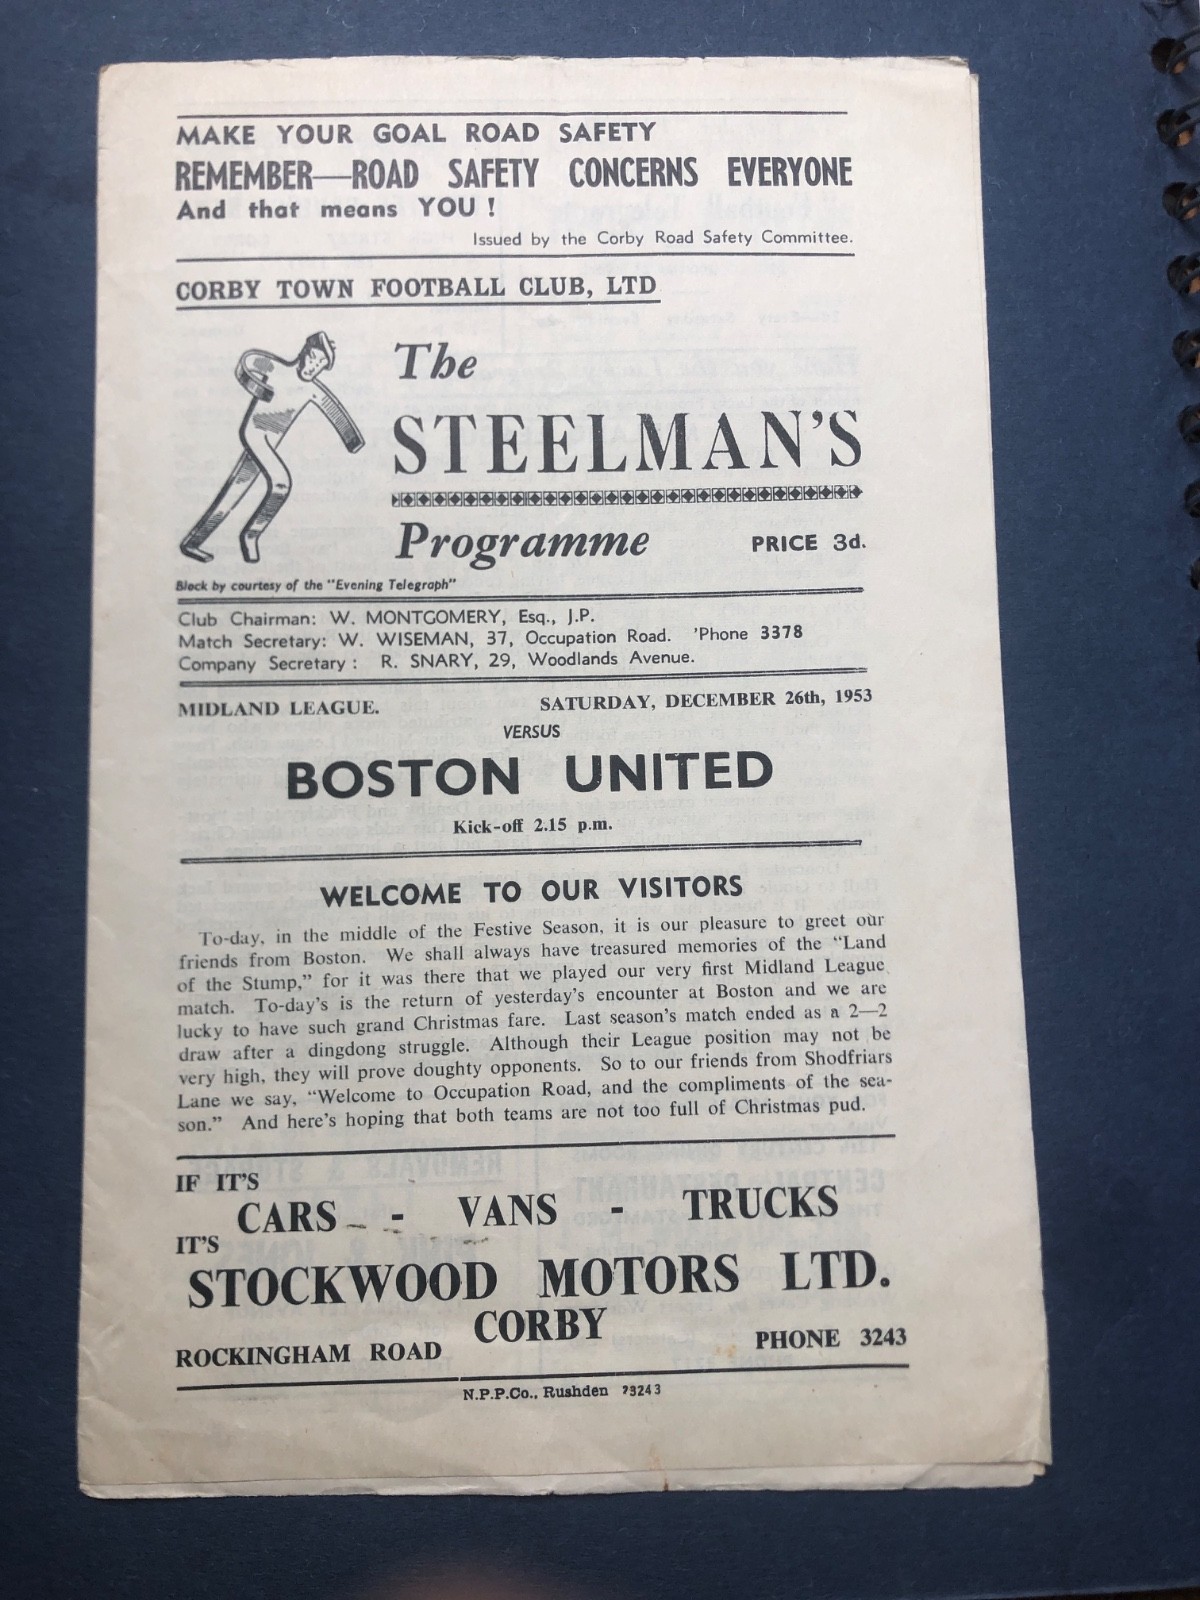 MAKE YOUR GOAL ROAD SAFETY
REMEMBER—ROAD SAFETY CONCERNS EVERYONE
And that means YOU !
Issued by the Corby Road Safety Committee.
CORBY TOWN FOOTBALL CLUB, LTD
The
STEELMAN'S
Programme
PRICE 3d.
Block by courtesy of the "Evening Telegraph"
Club Chairman: W. MONTGOMERY, Esq., J.P.
Match Secretary: W. WISEMAN, 37, Occupation Road. 'Phone 3378
Company Secretary : R. SNARY, 29, Woodlands Avenue.
MIDLAND LEAGUE. SATURDAY, DECEMBER 26th, 1953
VERSUS
BOSTON UNITED
Kick-off 2.15 p.m.
WELCOME TO OUR VISITORS
To-day, in the middle of the Festive Season, it is our pleasure to greet our
friends from Boston. We shall always have treasured memories of the "Land
of the Stump," for it was there that we played our very first Midland League
match. To-day's is the return of yesterday's encounter at Boston and we are
lucky to have such grand Christmas fare. Last season's match ended as a 2—2
draw after a dingdong struggle. Although their League position may not be
very high, they will prove doughty opponents. So to our friends from Shodfriars
Lane we say, "Welcome to Occupation Road, and the compliments of the sea-
son." And here's hoping that both teams are not too full of Christmas pud.
IF IT'S
CARS - VANS - TRUCKS
IT'S
STOCKWOOD MOTORS LTD.
CORBY
ROCKINGHAM ROAD PHONE 3243
N.P.P.Co., Rushden